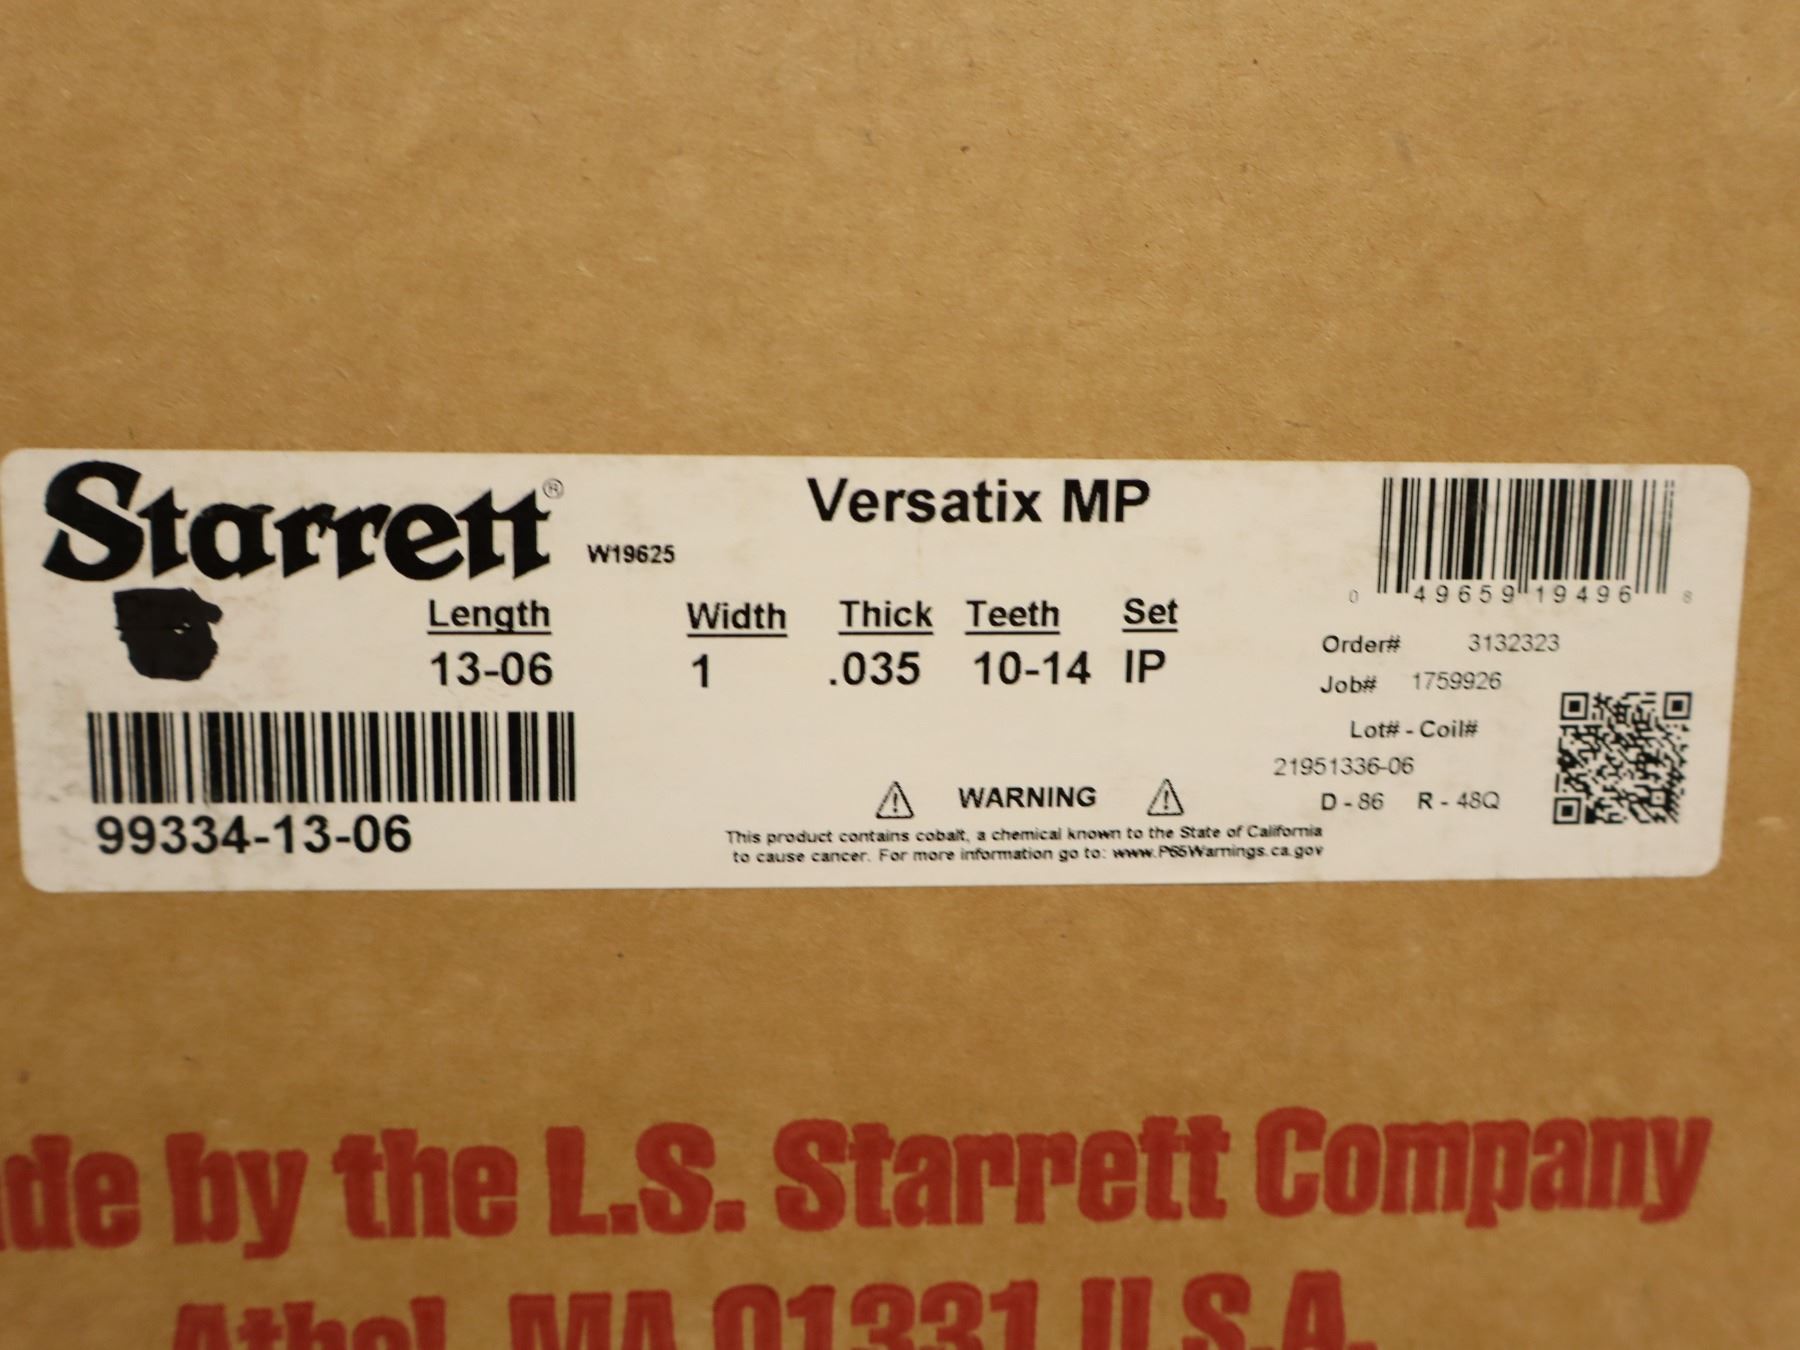 Starrett®
W19625
Versatix MP
Length Width Thick Teeth Set
13-06 1 .035 10-14 IP
99334-13-06
WARNING
This product contains cobalt, a chemical known to the State of California
to cause cancer. For more information go to: www.P65Warnings.ca.gov
0 49659 19496 8
Order# 3132323
Job# 1759926
Lot# - Coil#
21951336-06
D - 86 R - 48Q
de by the L.S. Starrett Company
Athol, MA 01331 U.S.A.